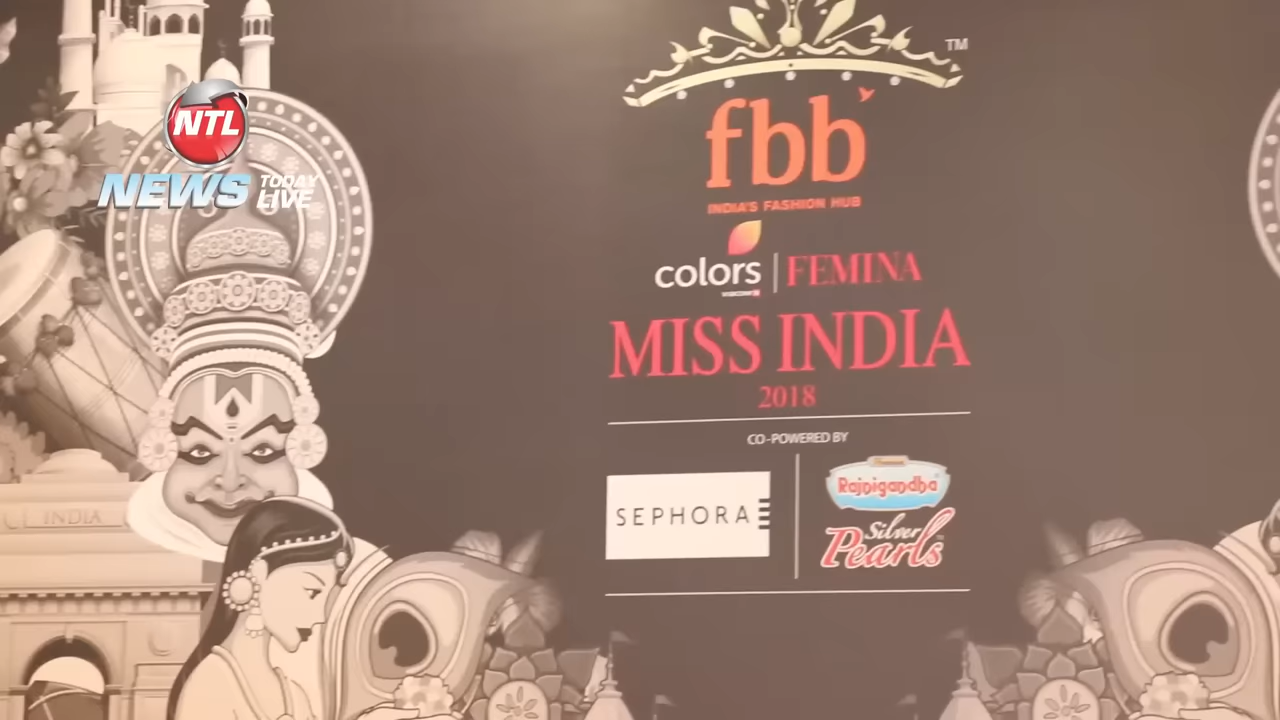 NTL
NEWS TODAY LIVE
TM
fbb
INDIA'S FASHION HUB
colors | FEMINA
MISS INDIA
2018
CO-POWERED BY
SEPHORA
Rajnigandha
Silver
Pearls
INDIA